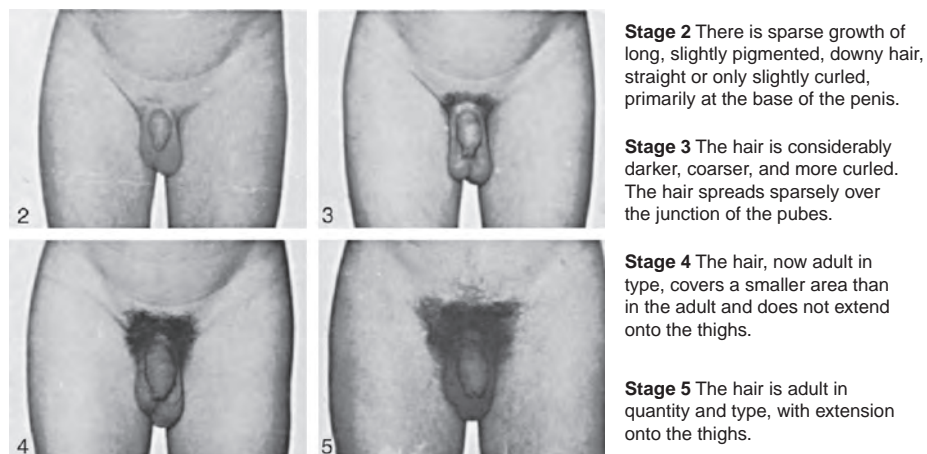 2
3
Stage 2 There is sparse growth of
long, slightly pigmented, downy hair,
straight or only slightly curled,
primarily at the base of the penis.
Stage 3 The hair is considerably
darker, coarser, and more curled.
The hair spreads sparsely over
the junction of the pubes.
4
5
Stage 4 The hair, now adult in
type, covers a smaller area than
in the adult and does not extend
onto the thighs.
Stage 5 The hair is adult in
quantity and type, with extension
onto the thighs.